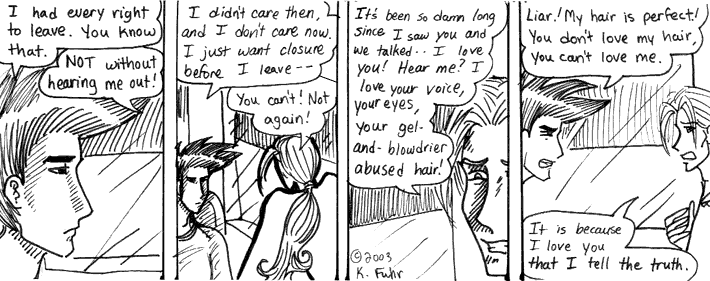 I had every right
to leave. You know
that.
NOT without
hearing me out!
I didn't care then,
and I don't care now.
I just want closure
before I leave--
You can't! Not
again!
It's been so damn long
since I saw you and
we talked.. I love
you! Hear me? I
love your voice,
your eyes,
your gel-
and-blowdrier
abused hair!
©2003
K. Fuhr
Liar! My hair is perfect!
You don't love my hair,
you can't love me.
It is because
I love you
that I tell the truth.